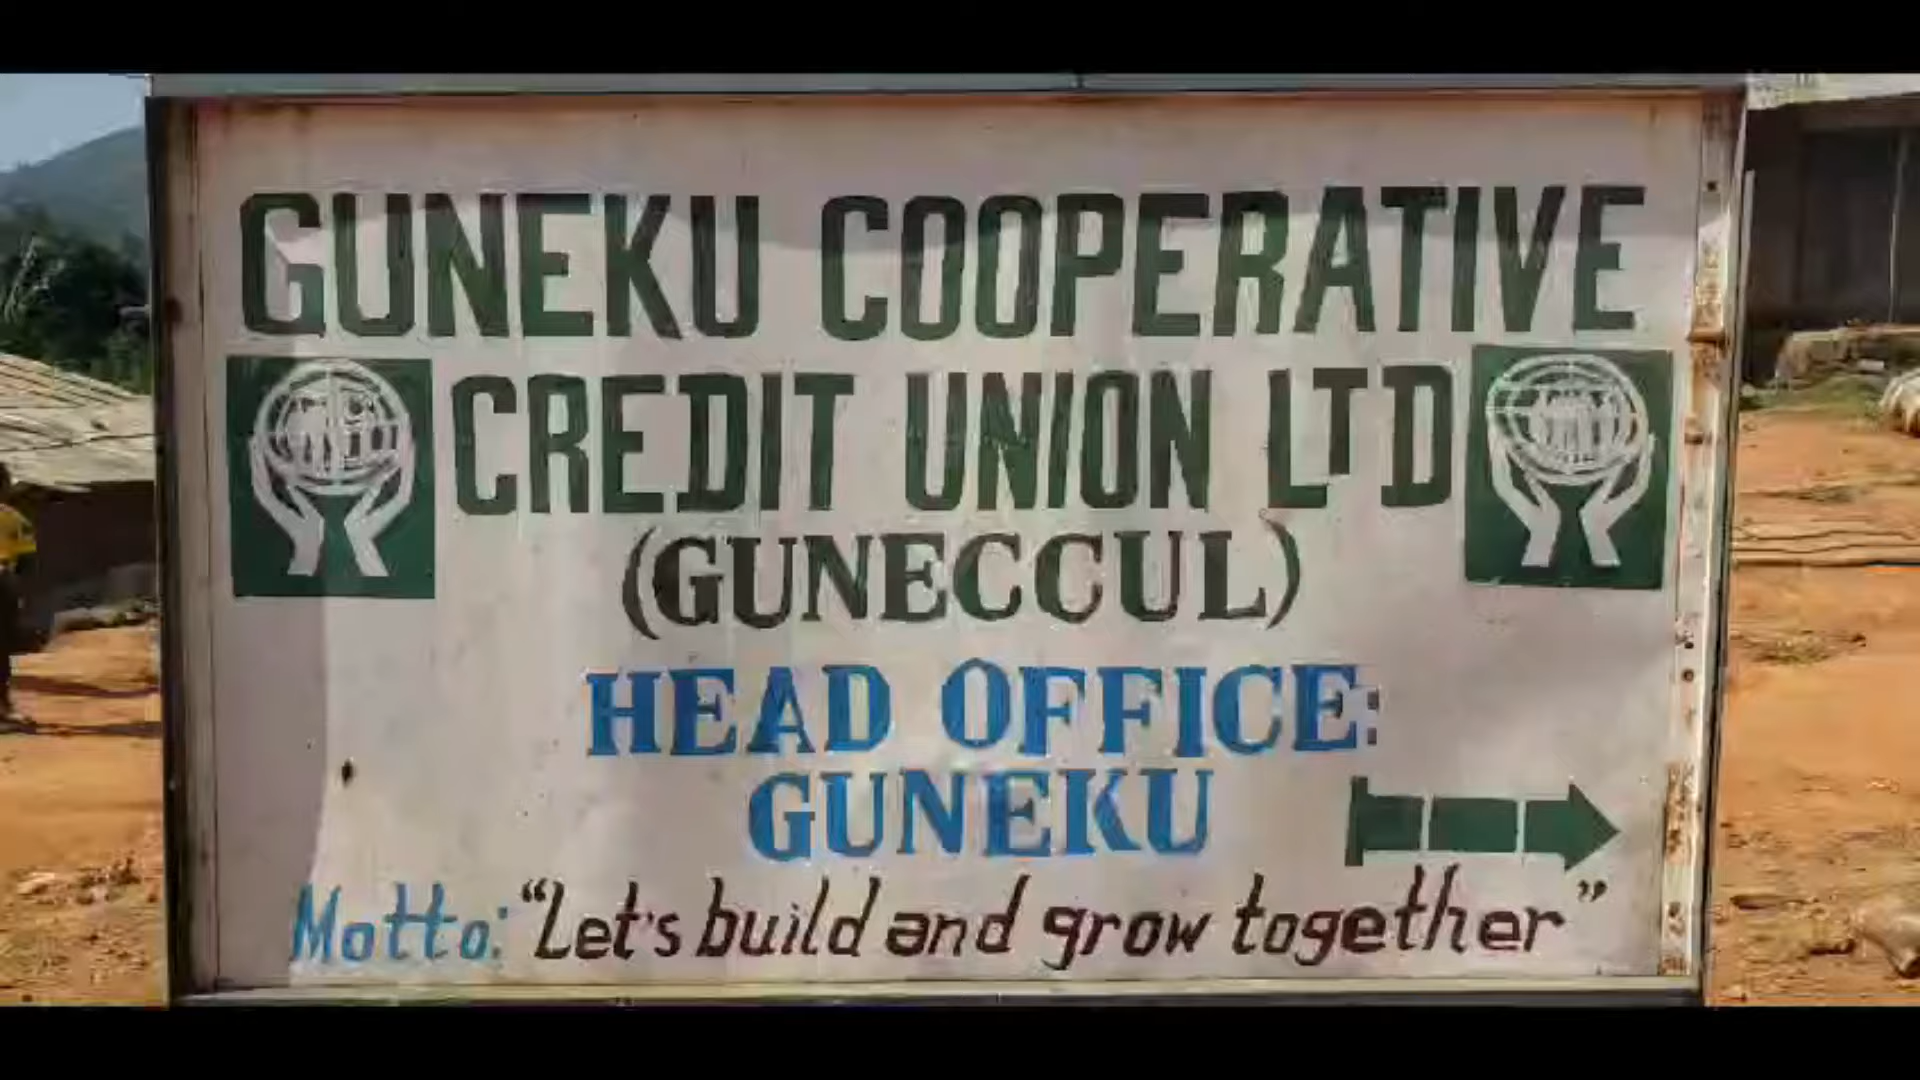 GUNEKU COOPERATIVE
CREDIT UNION LTD
(GUNECCUL)
HEAD OFFICE:
GUNEKU
Motto: "Let's build and grow together"